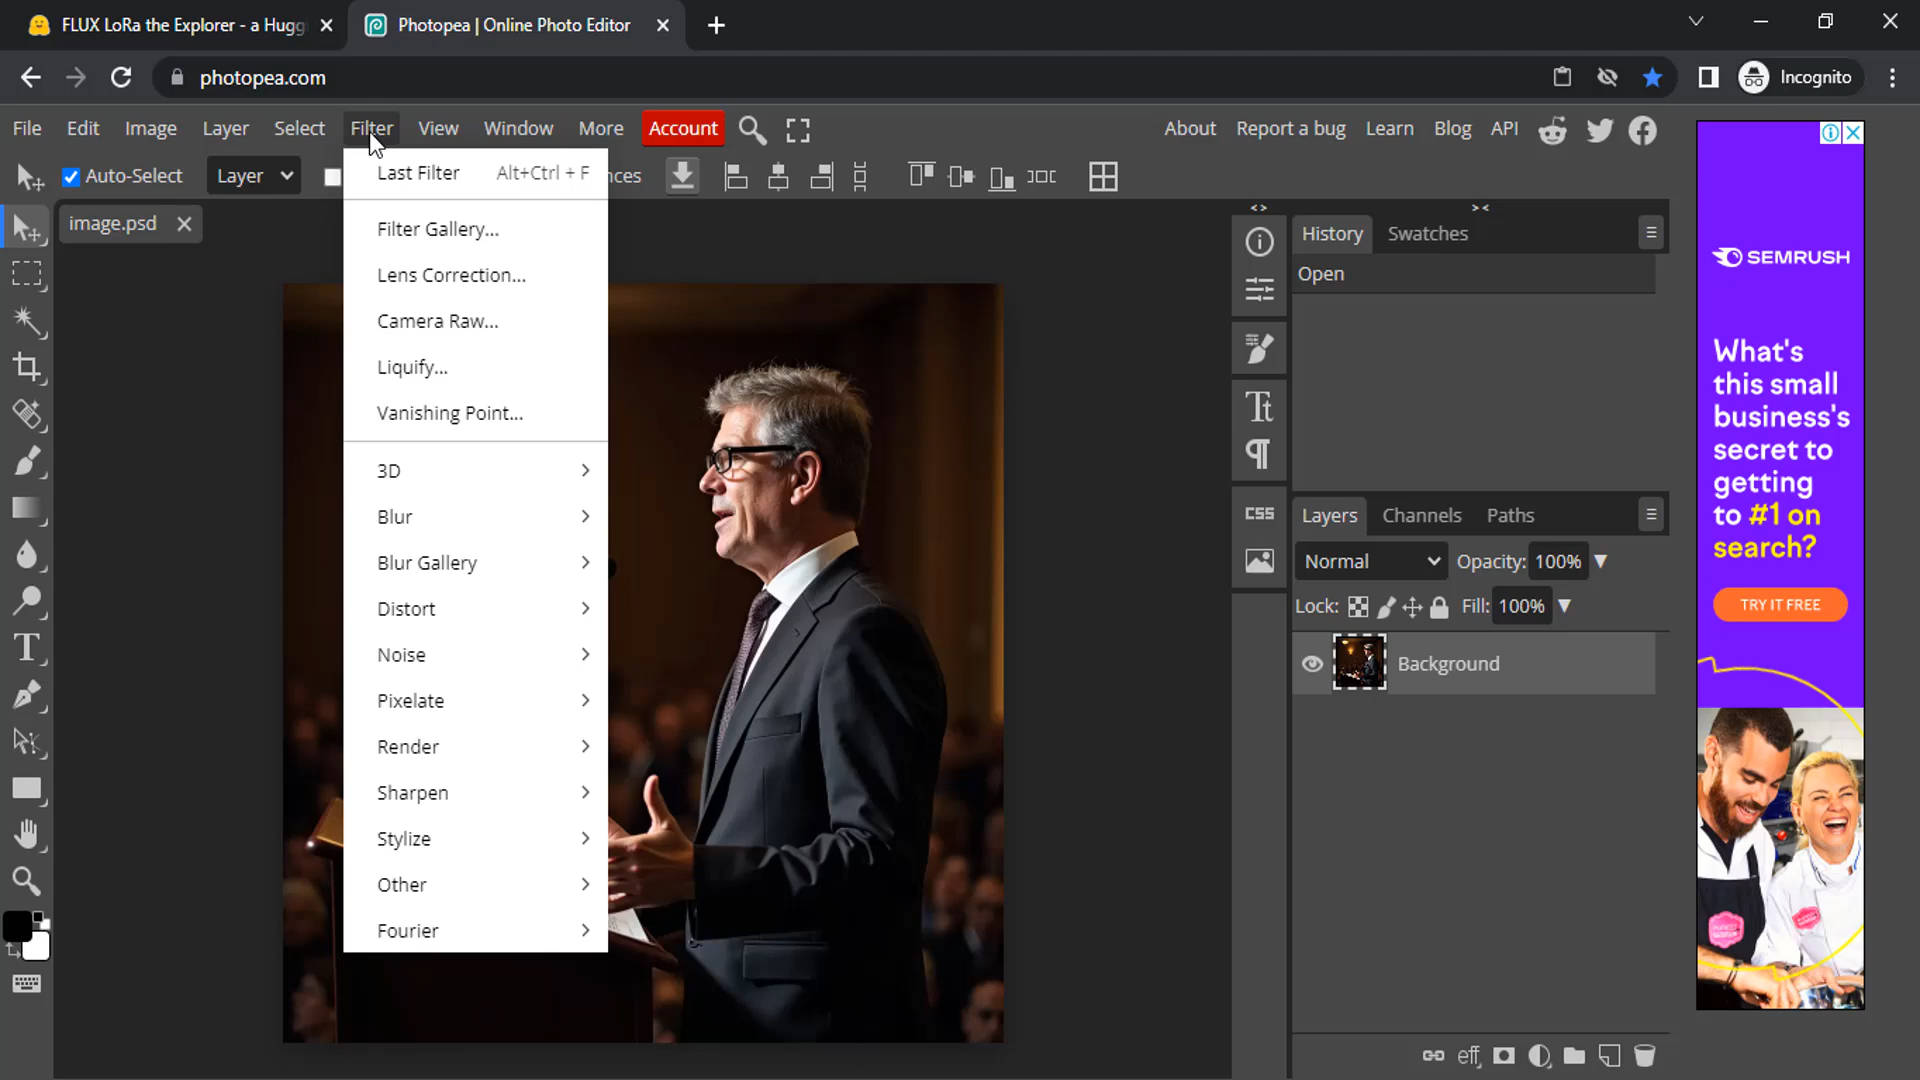 FLUX LoRa the Explorer - a Hugg
Photopea | Online Photo Editor
photopea.com
Incognito
File Edit Image Layer Select Filter View Window More Account
About Report a bug Learn Blog API
Auto-Select Layer
nces
image.psd
Last Filter Alt+Ctrl + F
Filter Gallery...
Lens Correction...
Camera Raw...
Liquify...
Vanishing Point...
3D
Blur
Blur Gallery
Distort
Noise
Pixelate
Render
Sharpen
Stylize
Other
Fourier
History Swatches
Open
CSS
Layers Channels Paths
Normal Opacity: 100%
Lock: Fill: 100%
Background
eff
SEMRUSH
What's
this small
business's
secret to
getting
to #1 on
search?
TRY IT FREE